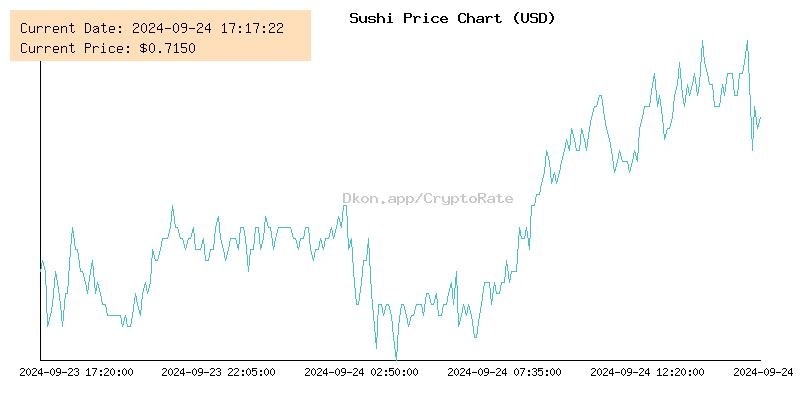 Sushi Price Chart (USD)
Current Date: 2024-09-24 17:17:22
Current Price: $0.7150
Dkon.app/CryptoRate
2024-09-23 17:20:00 2024-09-23 22:05:00 2024-09-24 02:50:00 2024-09-24 07:35:00 2024-09-24 12:20:00 2024-09-24